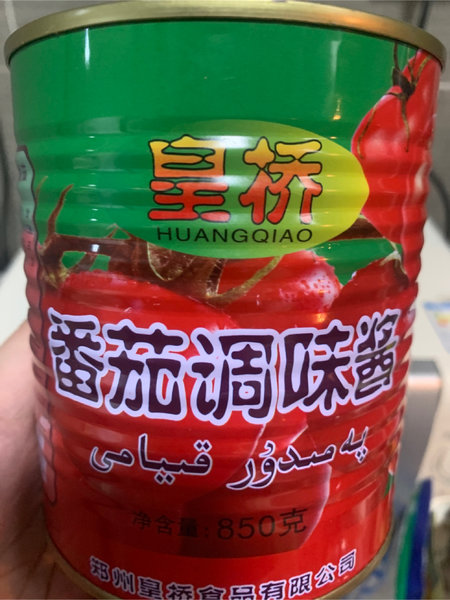 皇桥
HUANGQIAO
番茄调味酱
پەمىدۇر قىيامى
净含量:850克
郑州皇桥食品有限公司